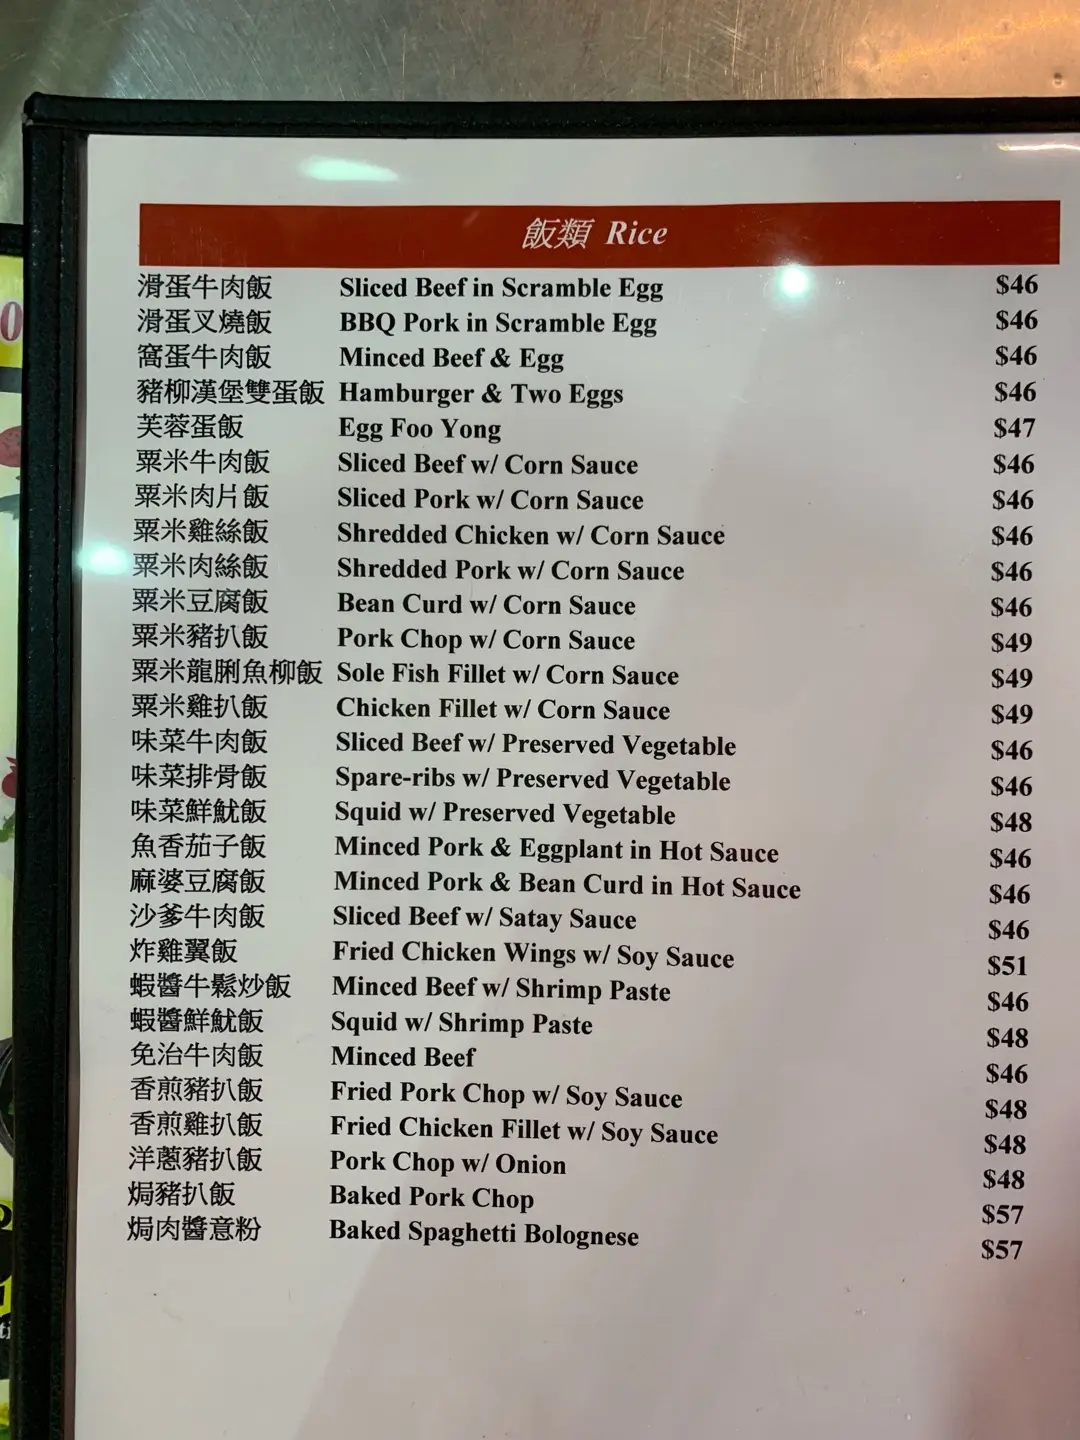 飯類 Rice
滑蛋牛肉飯 Sliced Beef in Scramble Egg $46
滑蛋叉燒飯 BBQ Pork in Scramble Egg $46
窩蛋牛肉飯 Minced Beef & Egg $46
豬柳漢堡雙蛋飯 Hamburger & Two Eggs $46
芙蓉蛋飯 Egg Foo Yong $47
粟米牛肉飯 Sliced Beef w/ Corn Sauce $46
粟米肉片飯 Sliced Pork w/ Corn Sauce $46
粟米雞絲飯 Shredded Chicken w/ Corn Sauce $46
粟米肉絲飯 Shredded Pork w/ Corn Sauce $46
粟米豆腐飯 Bean Curd w/ Corn Sauce $46
粟米豬扒飯 Pork Chop w/ Corn Sauce $49
粟米龍脷魚柳飯 Sole Fish Fillet w/ Corn Sauce $49
粟米雞扒飯 Chicken Fillet w/ Corn Sauce $49
味菜牛肉飯 Sliced Beef w/ Preserved Vegetable $46
味菜排骨飯 Spare-ribs w/ Preserved Vegetable $46
味菜鮮魷飯 Squid w/ Preserved Vegetable $48
魚香茄子飯 Minced Pork & Eggplant in Hot Sauce $46
麻婆豆腐飯 Minced Pork & Bean Curd in Hot Sauce $46
沙爹牛肉飯 Sliced Beef w/ Satay Sauce $46
炸雞翼飯 Fried Chicken Wings w/ Soy Sauce $51
蝦醬牛鬆炒飯 Minced Beef w/ Shrimp Paste $46
蝦醬鮮魷飯 Squid w/ Shrimp Paste $48
免治牛肉飯 Minced Beef $46
香煎豬扒飯 Fried Pork Chop w/ Soy Sauce $48
香煎雞扒飯 Fried Chicken Fillet w/ Soy Sauce $48
洋蔥豬扒飯 Pork Chop w/ Onion $48
焗豬扒飯 Baked Pork Chop $57
焗肉醬意粉 Baked Spaghetti Bolognese $57